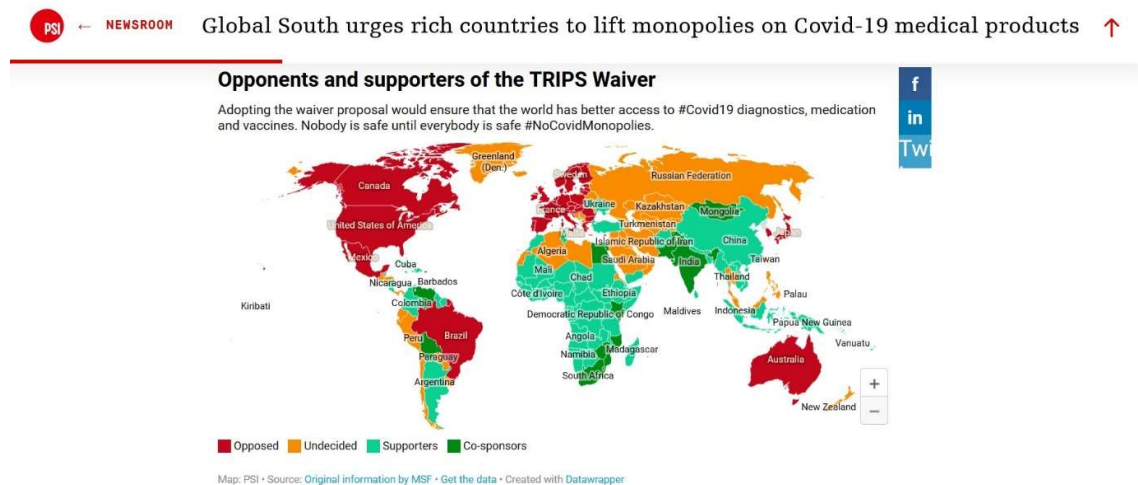 PSI ← NEWSROOM Global South urges rich countries to lift monopolies on Covid-19 medical products ↑
Opponents and supporters of the TRIPS Waiver
f
Adopting the waiver proposal would ensure that the world has better access to #Covid19 diagnostics, medication
and vaccines. Nobody is safe until everybody is safe #NoCovidMonopolies.
in
Twi
Greenland
(Den.)
Sweden
Russian Federation
Canada
Ukraine
Kazakhstan
France
Mongolia
Turkmenistan
United States of America
Malta
Japan
Islamic Republic of Iran
China
Algeria
Mexico
Saudi Arabia
Taiwan
India
Cuba
Mali
Chad
Thailand
Nicaragua Barbados
Côte d'Ivoire
Ethiopia
Palau
Colombia
Kiribati
Democratic Republic of Congo
Maldives
Indonesia
Papua New Guinea
Peru
Brazil
Angola
Vanuatu
Madagascar
Paraguay
Namibia
Australia
South Africa
Argentina
+
New Zealand
−
Opposed Undecided Supporters Co-sponsors
Map: PSI • Source: Original information by MSF • Get the data • Created with Datawrapper